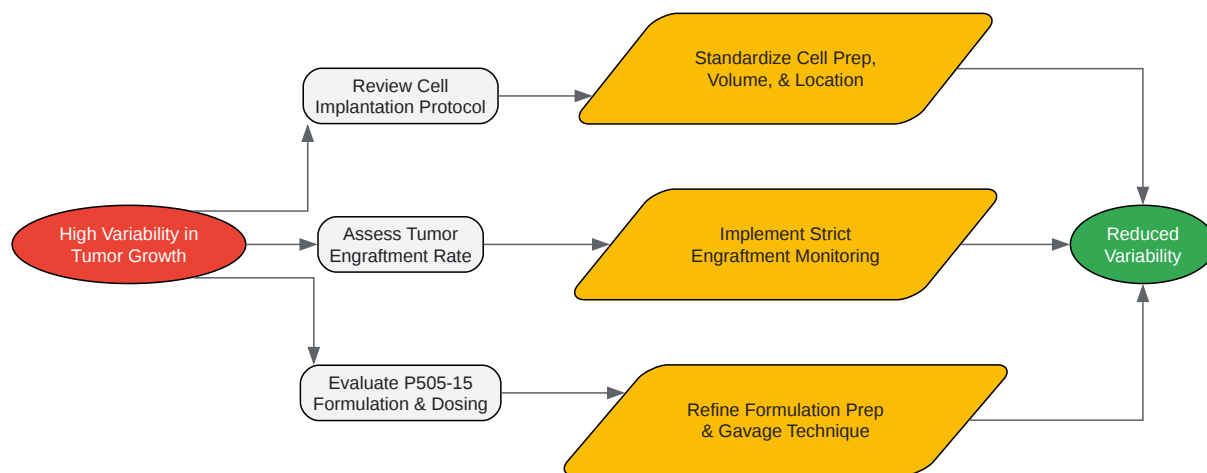 High Variability in
Tumor Growth
Review Cell
Implantation Protocol
Standardize Cell Prep,
Volume, & Location
Assess Tumor
Engraftment Rate
Implement Strict
Engraftment Monitoring
Evaluate P505-15
Formulation & Dosing
Refine Formulation Prep
& Gavage Technique
Reduced
Variability